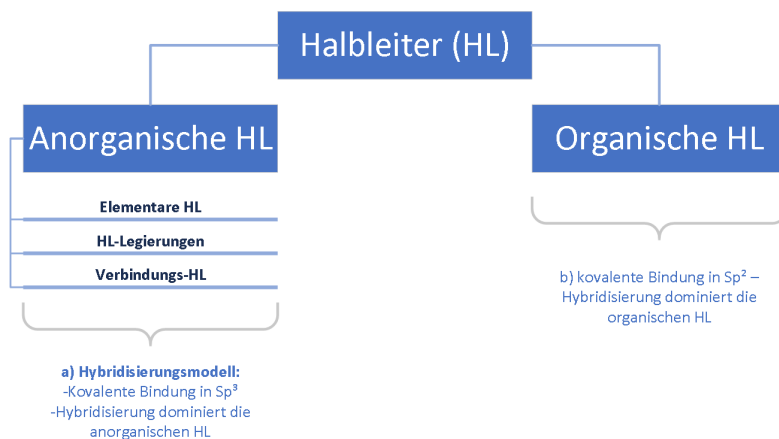 Halbleiter (HL)
Anorganische HL
Organische HL
Elementare HL
HL-Legierungen
Verbindungs-HL
b) kovalente Bindung in Sp² –
Hybridisierung dominiert die
organischen HL
a) Hybridisierungsmodell:
-Kovalente Bindung in Sp³
-Hybridisierung dominiert die
anorganischen HL